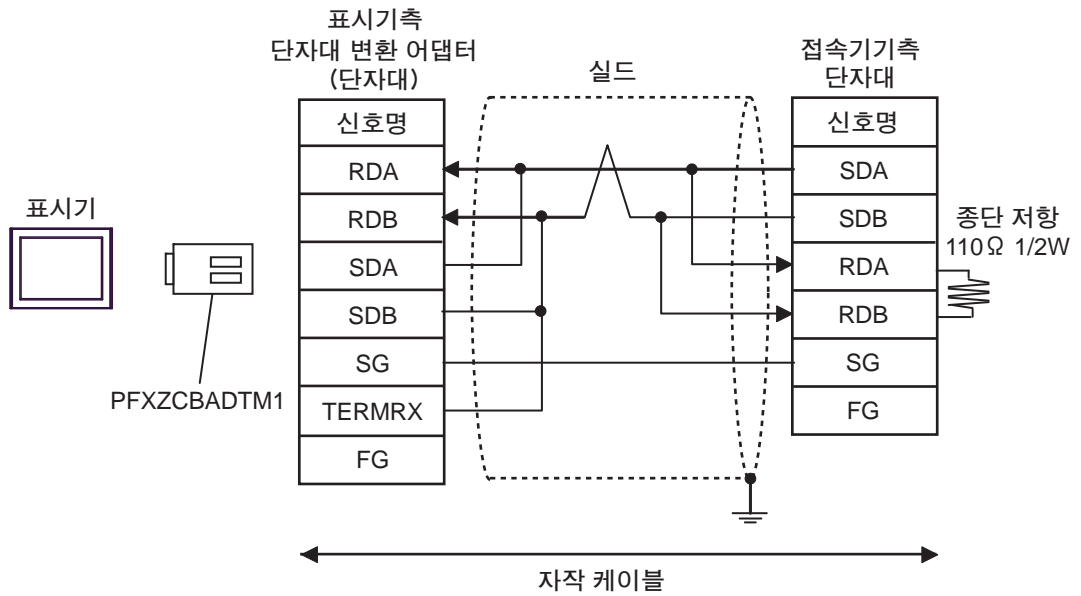 표시기측
단자대 변환 어댑터
(단자대)
실드
접속기기측
단자대
신호명
RDA
RDB
SDA
SDB
SG
TERMRX
FG
신호명
SDA
SDB
RDA
RDB
SG
FG
표시기
PFXZCBADTM1
종단 저항
110Ω 1/2W
자작 케이블